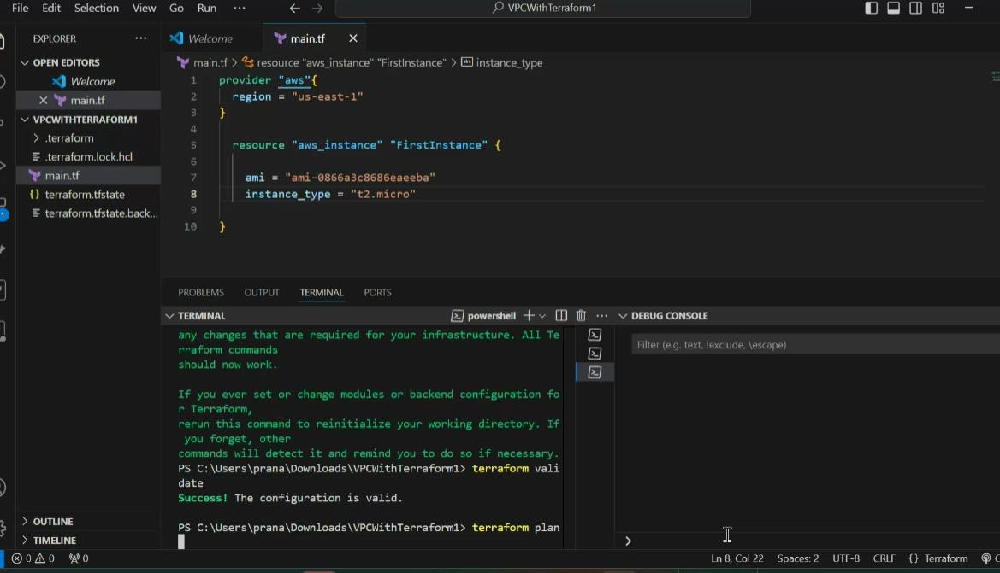 File Edit Selection View Go Run ··· VPCWithTerraform1
EXPLORER ···
OPEN EDITORS
Welcome
main.tf
VPCWITHTERRAFORM1
.terraform
.terraform.lock.hcl
main.tf
terraform.tfstate
terraform.tfstate.back...
OUTLINE
TIMELINE
Welcome main.tf
main.tf > resource "aws_instance" "FirstInstance" > abc instance_type
1 provider "aws"{
2 region = "us-east-1"
3 }
4
5 resource "aws_instance" "FirstInstance" {
6
7 ami = "ami-0866a3c8686eaeeba"
8 instance_type = "t2.micro"
9
10 }
PROBLEMS OUTPUT TERMINAL PORTS
TERMINAL powershell ···
any changes that are required for your infrastructure. All Te
rraform commands
should now work.
If you ever set or change modules or backend configuration fo
r Terraform,
rerun this command to reinitialize your working directory. If
you forget, other
commands will detect it and remind you to do so if necessary.
PS C:\Users\prana\Downloads\VPCWithTerraform1> terraform vali
date
Success! The configuration is valid.
PS C:\Users\prana\Downloads\VPCWithTerraform1> terraform plan
DEBUG CONSOLE
Filter (e.g. text, !exclude, \escape)
1
0 0 0 Ln 8, Col 22 Spaces: 2 UTF-8 CRLF {} Terraform